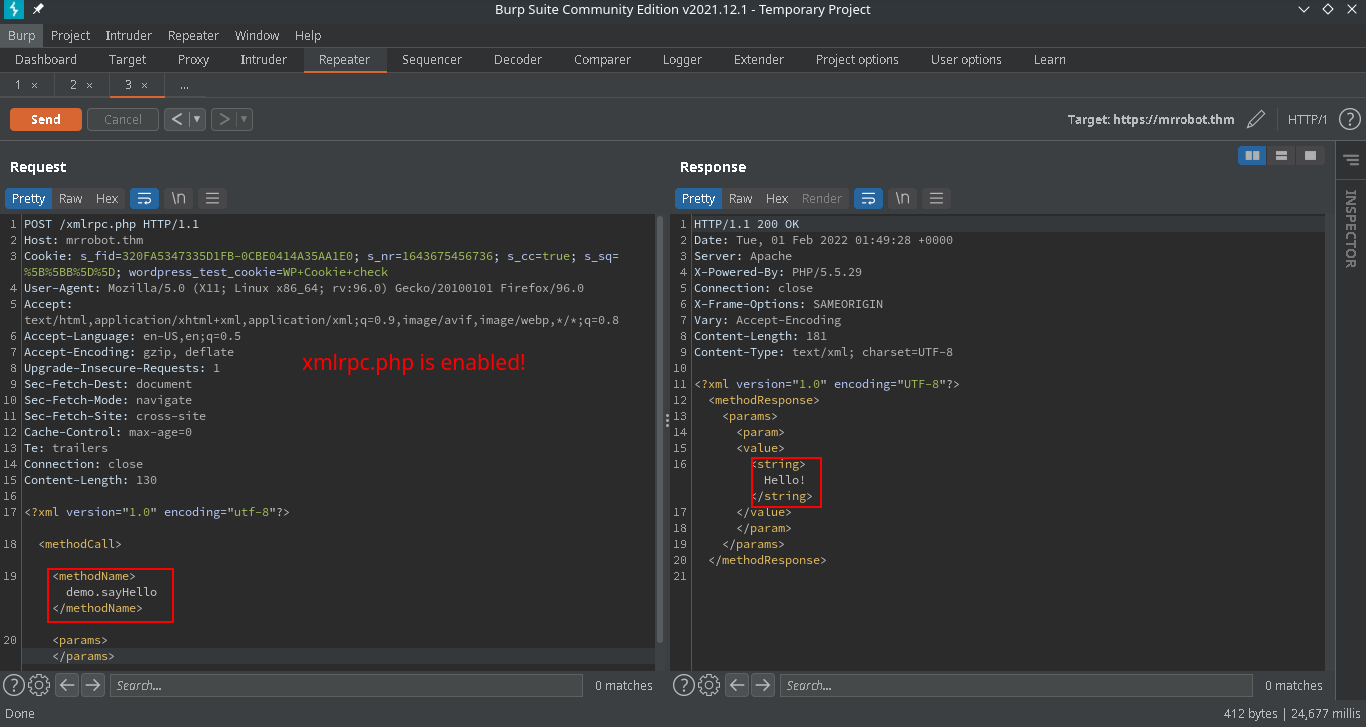 Burp Suite Community Edition v2021.12.1 - Temporary Project
Burp Project Intruder Repeater Window Help
Dashboard Target Proxy Intruder Repeater Sequencer Decoder Comparer Logger Extender Project options User options Learn
1 × 2 × 3 × ...
Send Cancel < > Target: https://mrrobot.thm HTTP/1 ?
Request
Pretty Raw Hex \n
1 POST /xmlrpc.php HTTP/1.1
2 Host: mrrobot.thm
3 Cookie: s_fid=320FA5347335D1FB-0CBE0414A35AA1E0; s_nr=1643675456736; s_cc=true; s_sq=
%5B%5BB%5D%5D; wordpress_test_cookie=WP+Cookie+check
4 User-Agent: Mozilla/5.0 (X11; Linux x86_64; rv:96.0) Gecko/20100101 Firefox/96.0
5 Accept:
text/html,application/xhtml+xml,application/xml;q=0.9,image/avif,image/webp,*/*;q=0.8
6 Accept-Language: en-US,en;q=0.5
7 Accept-Encoding: gzip, deflate
8 Upgrade-Insecure-Requests: 1
9 Sec-Fetch-Dest: document
10 Sec-Fetch-Mode: navigate
11 Sec-Fetch-Site: cross-site
12 Cache-Control: max-age=0
13 Te: trailers
14 Connection: close
15 Content-Length: 130
16
17 <?xml version="1.0" encoding="utf-8"?>
18 <methodCall>
19 <methodName>
demo.sayHello
</methodName>
20 <params>
</params>
xmlrpc.php is enabled!
? Search... 0 matches
Response
Pretty Raw Hex Render \n
1 HTTP/1.1 200 OK
2 Date: Tue, 01 Feb 2022 01:49:28 +0000
3 Server: Apache
4 X-Powered-By: PHP/5.5.29
5 Connection: close
6 X-Frame-Options: SAMEORIGIN
7 Vary: Accept-Encoding
8 Content-Length: 181
9 Content-Type: text/xml; charset=UTF-8
10
11 <?xml version="1.0" encoding="UTF-8"?>
12 <methodResponse>
13 <params>
14 <param>
15 <value>
16 <string>
Hello!
</string>
17 </value>
18 </param>
19 </params>
20 </methodResponse>
21
? Search... 0 matches
INSPECTOR
Done 412 bytes | 24,677 millis